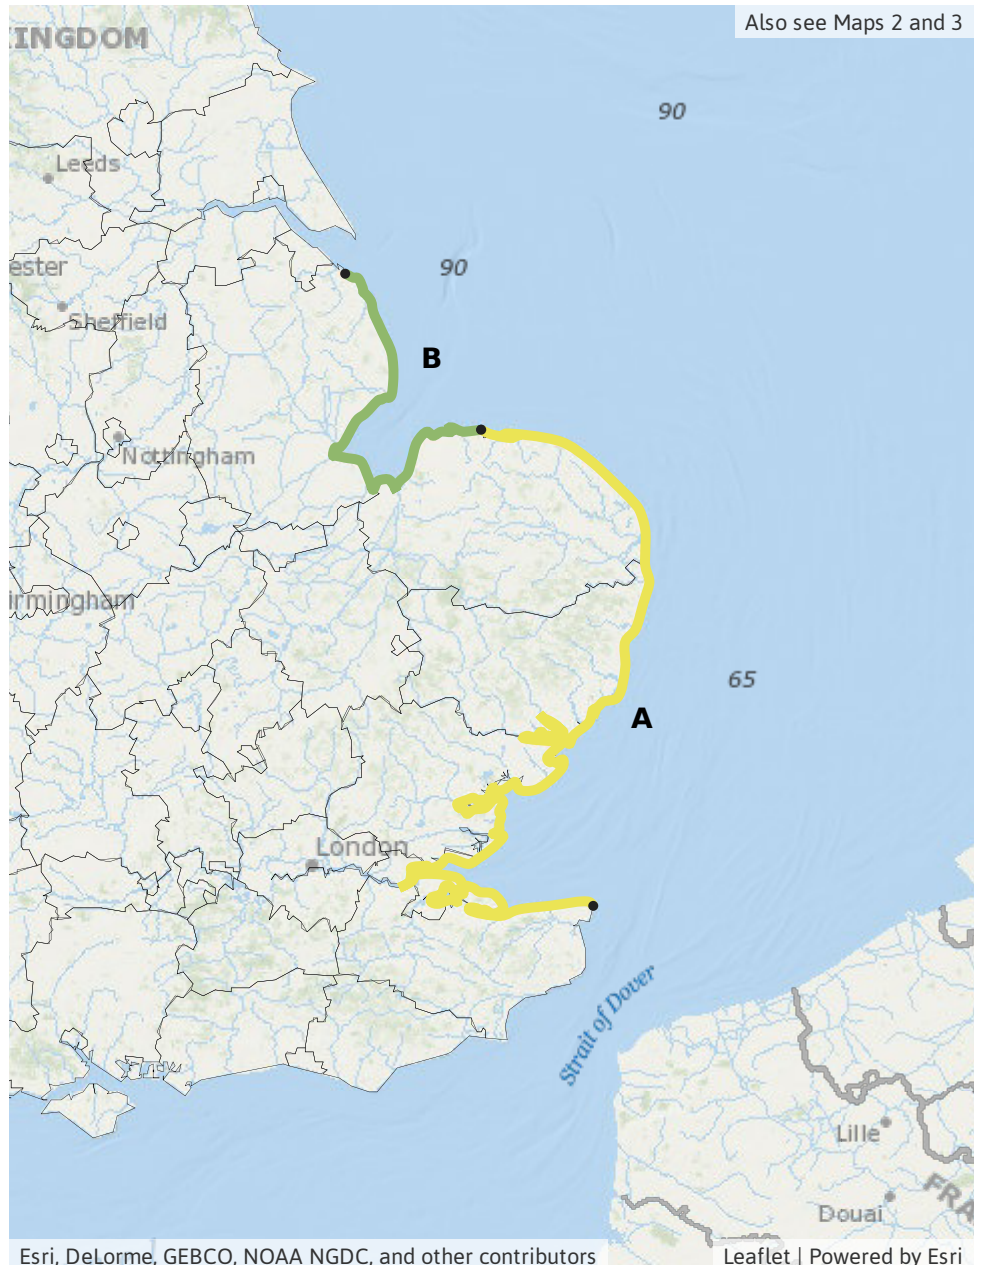 Also see Maps 2 and 3
INGDOM
90
Leeds
ester
90
Sheffield
B
Nottingham
irmingham
65
A
London
Strait of Dover
Lille
FRA
Douai
Esri, DeLorme, GEBCO, NOAA NGDC, and other contributors
Leaflet | Powered by Esri